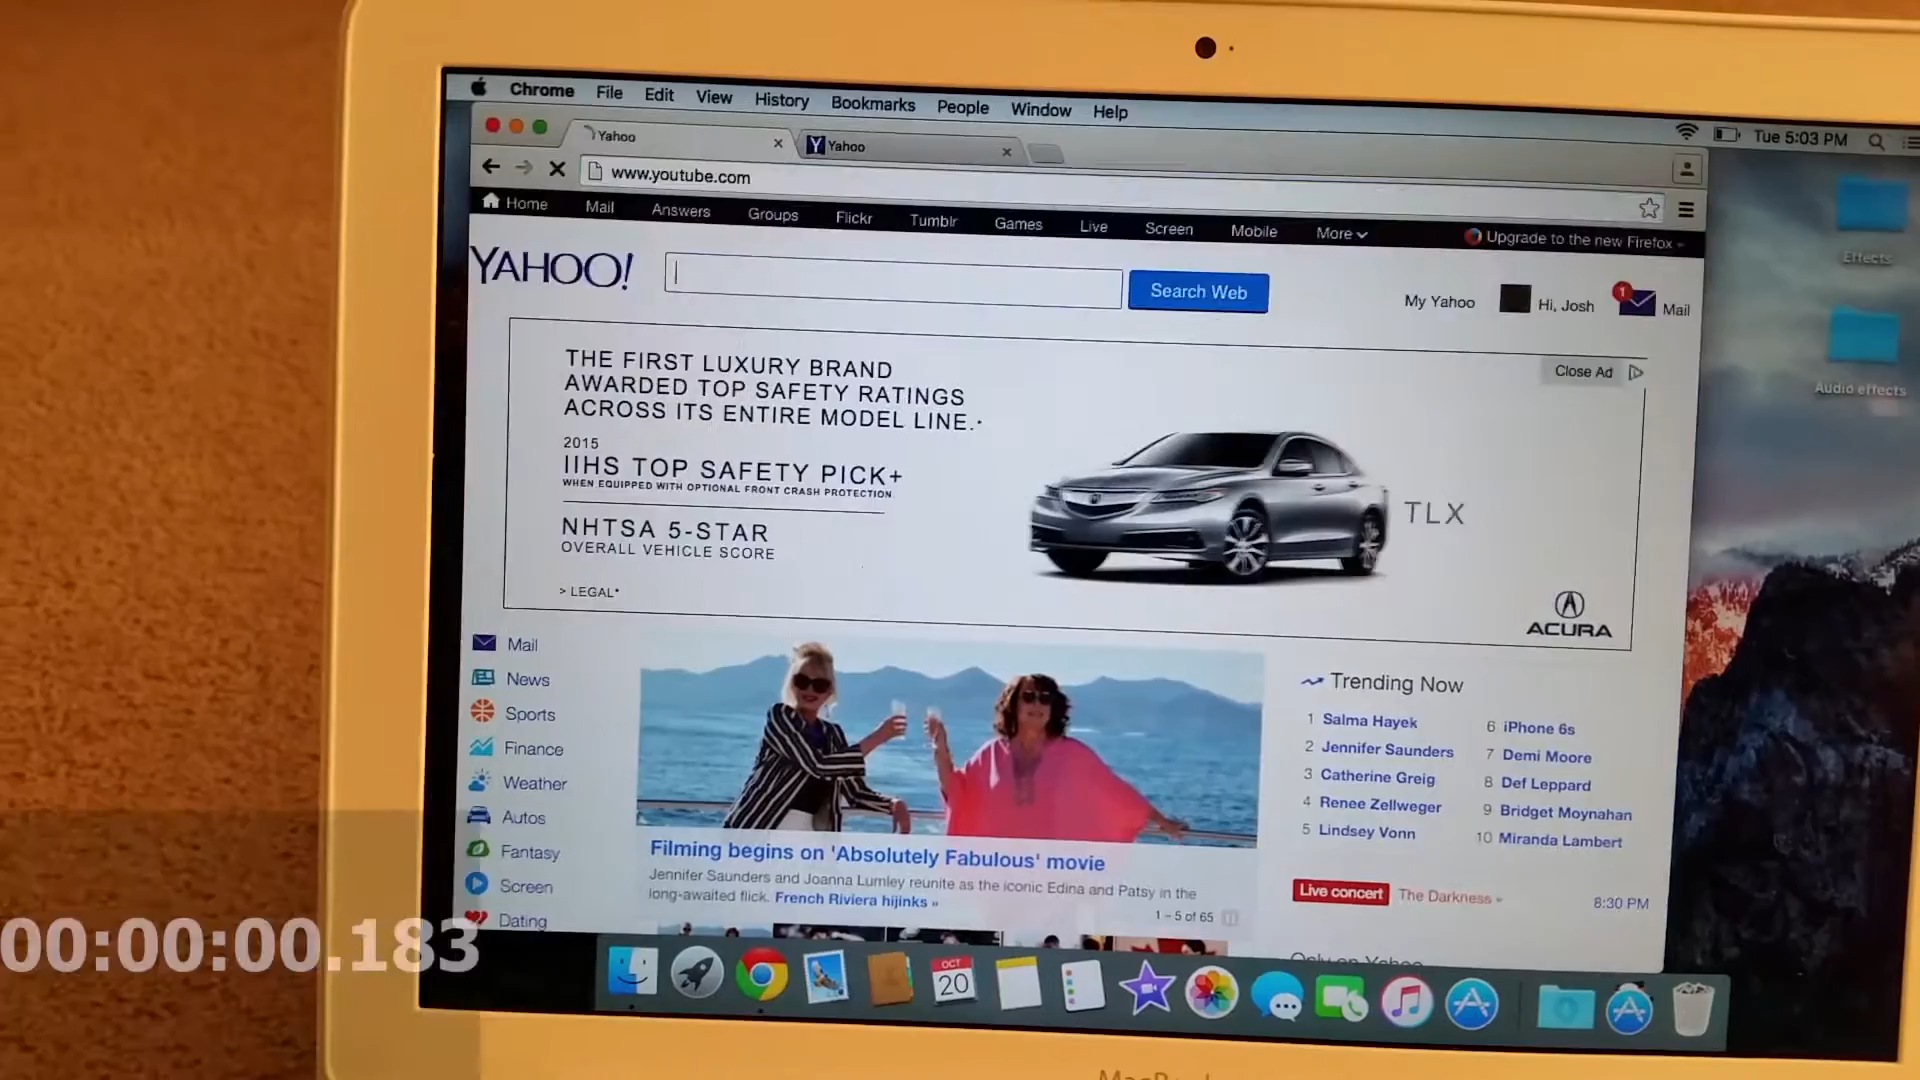 Chrome File Edit View History Bookmarks People Window Help
Tue 5:03 PM
Yahoo
Yahoo
www.youtube.com
Home Mail Answers Groups Flickr Tumblr Games Live Screen Mobile More
Upgrade to the new Firefox
YAHOO!
Search Web
My Yahoo
Hi, Josh
1
Mail
Effects
Audio effects
THE FIRST LUXURY BRAND
AWARDED TOP SAFETY RATINGS
ACROSS ITS ENTIRE MODEL LINE.*
2015
IIHS TOP SAFETY PICK+
WHEN EQUIPPED WITH OPTIONAL FRONT CRASH PROTECTION.
NHTSA 5-STAR
OVERALL VEHICLE SCORE
> LEGAL*
Close Ad
TLX
ACURA
Mail
News
Sports
Finance
Weather
Autos
Fantasy
Screen
Dating
Filming begins on 'Absolutely Fabulous' movie
Jennifer Saunders and Joanna Lumley reunite as the iconic Edina and Patsy in the
long-awaited flick. French Riviera hijinks »
1 – 5 of 65
Trending Now
1 Salma Hayek
2 Jennifer Saunders
3 Catherine Greig
4 Renee Zellweger
5 Lindsey Vonn
6 iPhone 6s
7 Demi Moore
8 Def Leppard
9 Bridget Moynahan
10 Miranda Lambert
Live concert The Darkness »
8:30 PM
Only on Yahoo
OCT
20
00:00:00.183